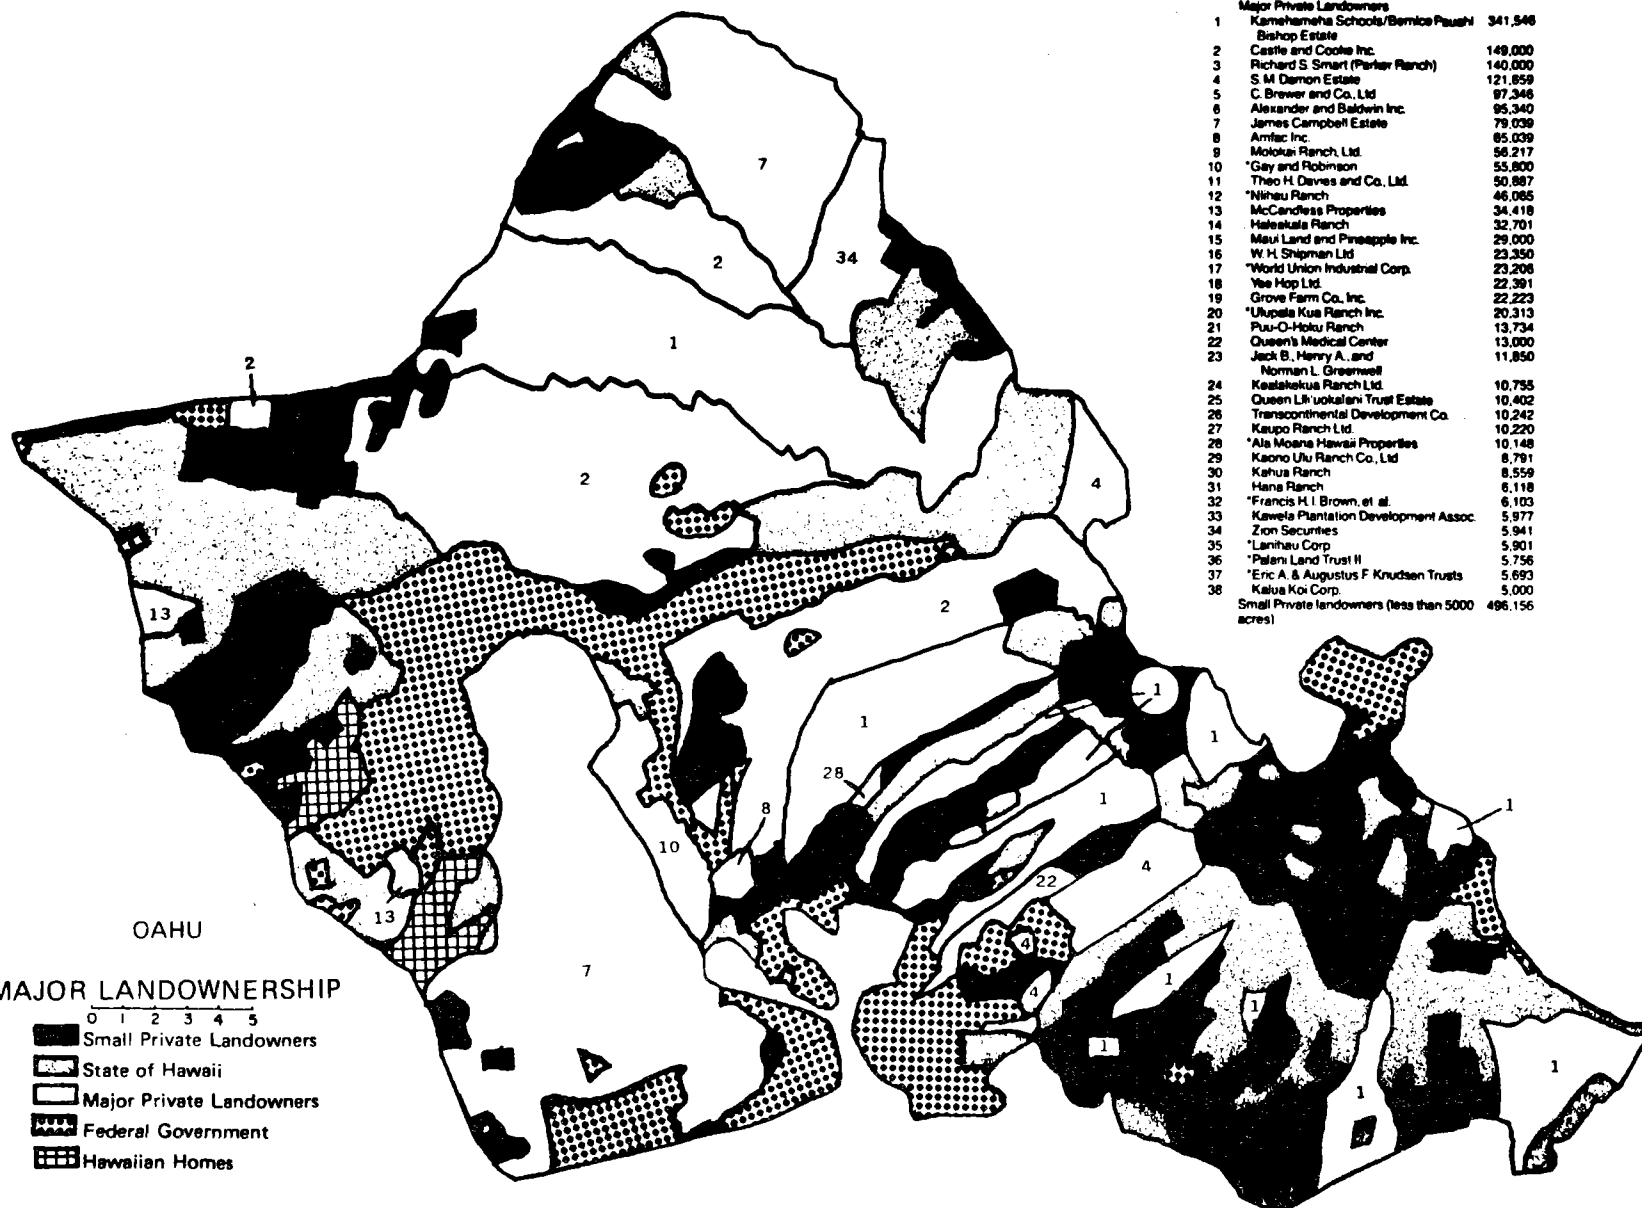 Major Private Landowners
1 Kamehameha Schools/Bernice Pauahi 341,546
Bishop Estate
2 Castle and Cooke Inc. 149,000
3 Richard S. Smart (Parker Ranch) 140,000
4 S. M. Damon Estate 121,859
5 C. Brewer and Co., Ltd 97,346
6 Alexander and Baldwin Inc. 95,340
7 James Campbell Estate 79,039
8 Amfac Inc. 65,039
9 Molokai Ranch, Ltd. 56,217
10 *Gay and Robinson 55,800
11 Theo H. Davies and Co., Ltd. 50,887
12 *Niihau Ranch 46,065
13 McCandless Properties 34,418
14 Haleakala Ranch 32,701
15 Maui Land and Pineapple Inc. 29,000
16 W. H. Shipman Ltd 23,350
17 *World Union Industrial Corp. 23,206
18 Yee Hop Ltd. 22,391
19 Grove Farm Co., Inc. 22,223
20 *Ulupala Kua Ranch Inc. 20,313
21 Puu-O-Hoku Ranch 13,734
22 Queen's Medical Center 13,000
23 Jack B., Henry A., and 11,850
Norman L. Greenwell
24 Kealakekua Ranch Ltd. 10,755
25 Queen Lili'uokalani Trust Estate 10,402
26 Transcontinental Development Co. 10,242
27 Kaupo Ranch Ltd. 10,220
28 *Ala Moana Hawaii Properties 10,148
29 Kaono Ulu Ranch Co., Ltd 8,791
30 Kahua Ranch 8,559
31 Hana Ranch 6,118
32 *Francis H. I. Brown, et al. 6,103
33 Kawela Plantation Development Assoc. 5,977
34 Zion Securities 5,941
35 *Lanihau Corp 5,901
36 *Palani Land Trust II 5,756
37 *Eric A. & Augustus F. Knudsen Trusts 5,693
38 Kalua Koi Corp. 5,000
Small Private landowners (less than 5000 496,156
acres)
7
2
34
1
2
2
4
13
2
1
1
1
28
8
1
1
10
4
22
13
4
7
1
4
1
1
1
1
OAHU
MAJOR LANDOWNERSHIP
0 1 2 3 4 5
Small Private Landowners
State of Hawaii
Major Private Landowners
Federal Government
Hawaiian Homes